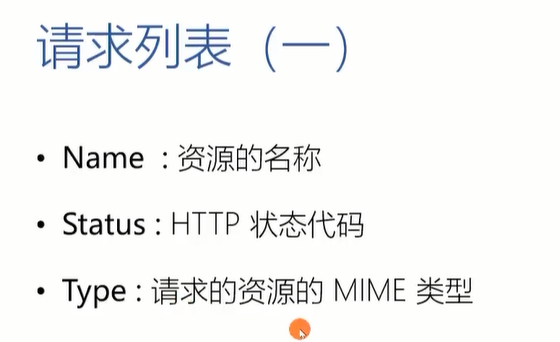 请求列表（一）
• Name : 资源的名称
• Status : HTTP 状态代码
• Type : 请求的资源的 MIME 类型